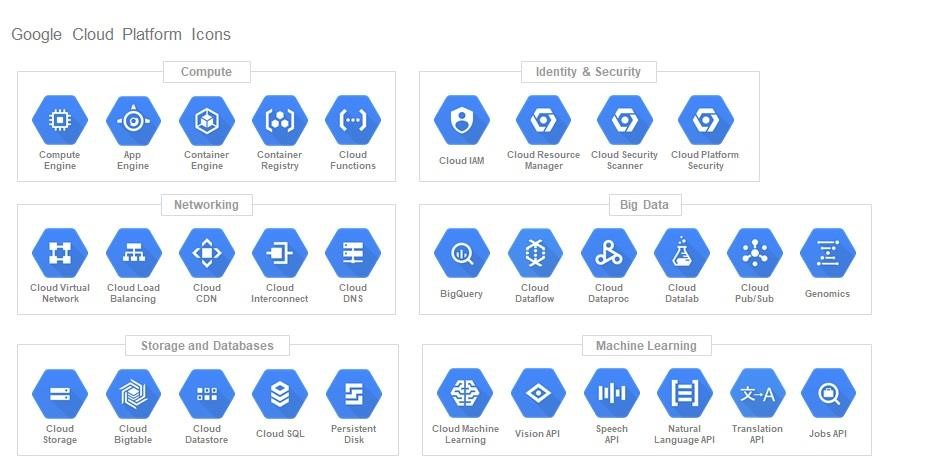 Google Cloud Platform Icons
Compute
Compute
Engine
App
Engine
Container
Engine
Container
Registry
Cloud
Functions
Identity & Security
Cloud IAM
Cloud Resource
Manager
Cloud Security
Scanner
Cloud Platform
Security
Networking
Cloud Virtual
Network
Cloud Load
Balancing
Cloud
CDN
Cloud
Interconnect
Cloud
DNS
Big Data
BigQuery
Cloud
Dataflow
Cloud
Dataproc
Cloud
Datalab
Cloud
Pub/Sub
Genomics
Storage and Databases
Cloud
Storage
Cloud
Bigtable
Cloud
Datastore
Cloud SQL
Persistent
Disk
Machine Learning
Cloud Machine
Learning
Vision API
Speech
API
Natural
Language API
文→A
Translation
API
Jobs API